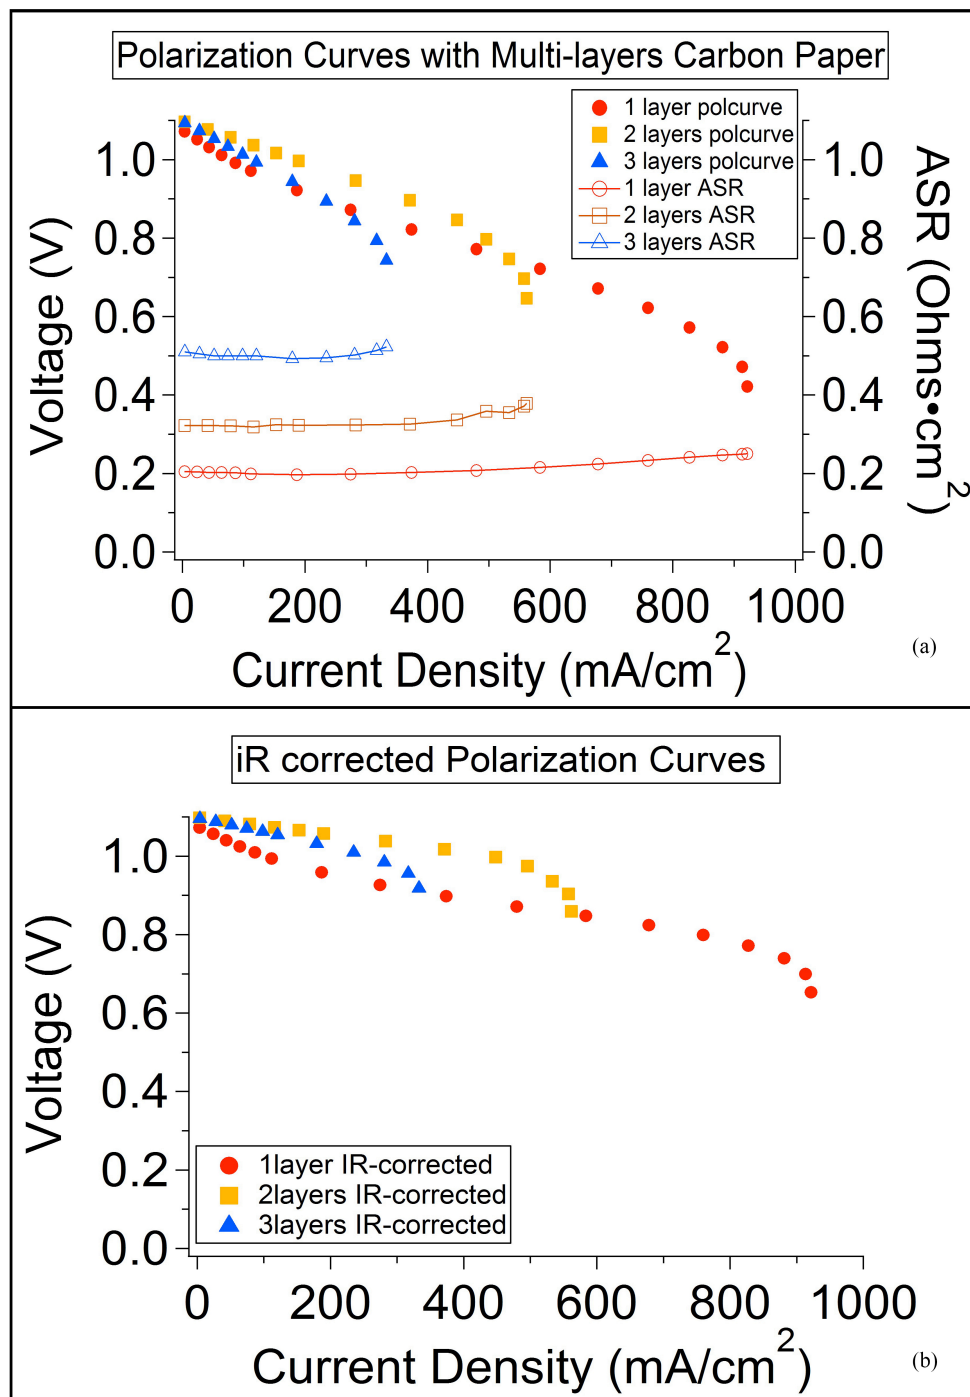 Polarization Curves with Multi-layers Carbon Paper
1 layer polcurve
2 layers polcurve
3 layers polcurve
1 layer ASR
2 layers ASR
3 layers ASR
1.0
0.8
0.6
0.4
0.2
0.0
Voltage (V)
1.0
0.8
0.6
0.4
0.2
0.0
ASR (Ohms•cm²)
0 200 400 600 800 1000
Current Density (mA/cm²)
(a)
iR corrected Polarization Curves
1.0
0.8
0.6
0.4
0.2
0.0
Voltage (V)
1layer IR-corrected
2layers IR-corrected
3layers IR-corrected
0 200 400 600 800 1000
Current Density (mA/cm²)
(b)